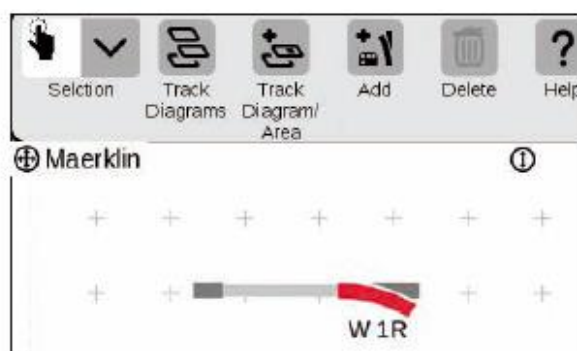 Selction
Track Diagrams
Track Diagram/ Area
Add
Delete
Help
Maerklin
W 1R